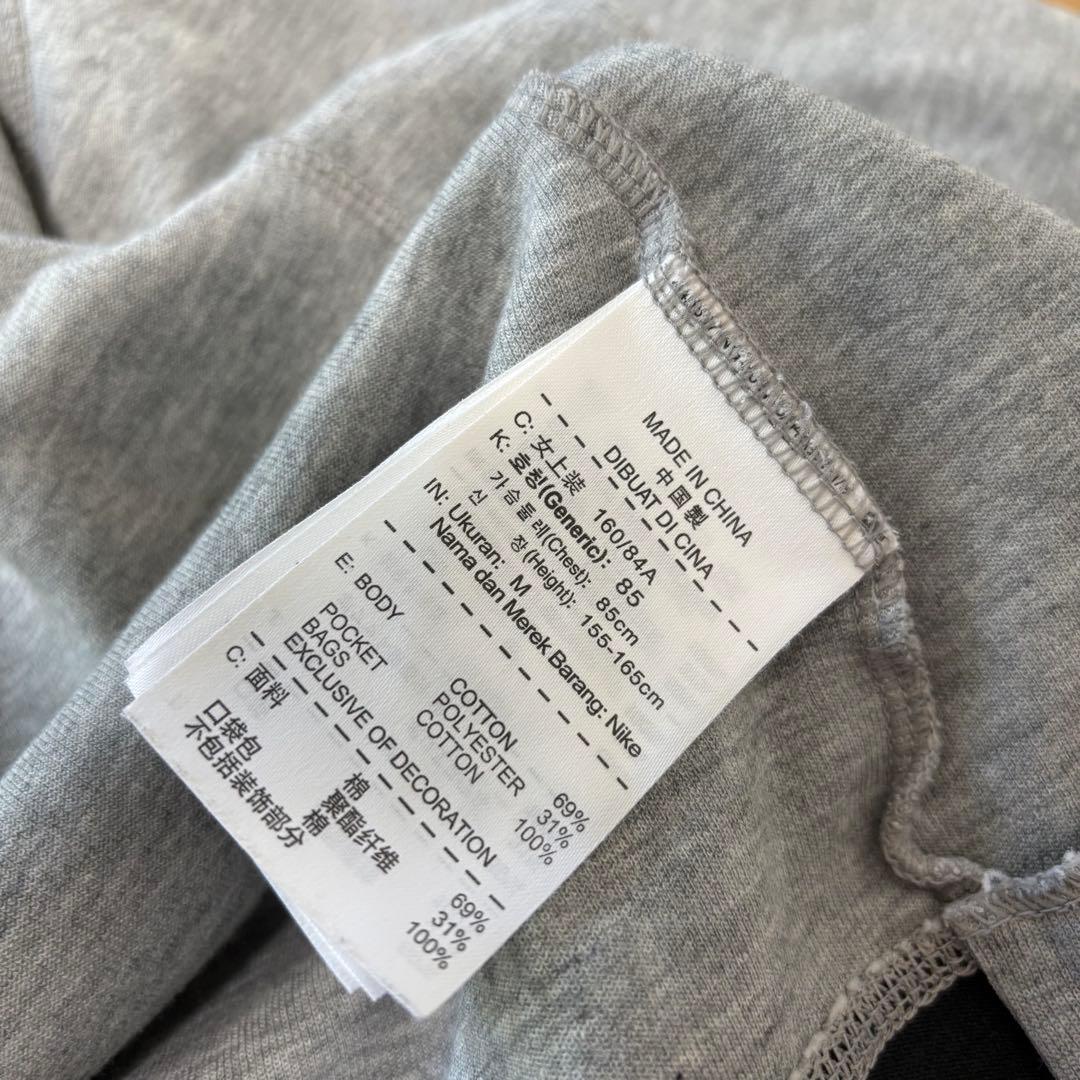 MADE IN CHINA
中国製
DIBUAT DI CINA
C: 女上装 160/84A
K: 호칭(Generic): 85
가슴둘레(Chest): 85cm
신 장 (Height): 155-165cm
IN: Ukuran: M
Nama dan Merek Barang: Nike
E: BODY COTTON 69%
POLYESTER 31%
POCKET BAGS COTTON 100%
EXCLUSIVE OF DECORATION
C: 面料 棉 69%
聚酯纤维 31%
口袋包 棉 100%
不包括装饰部分